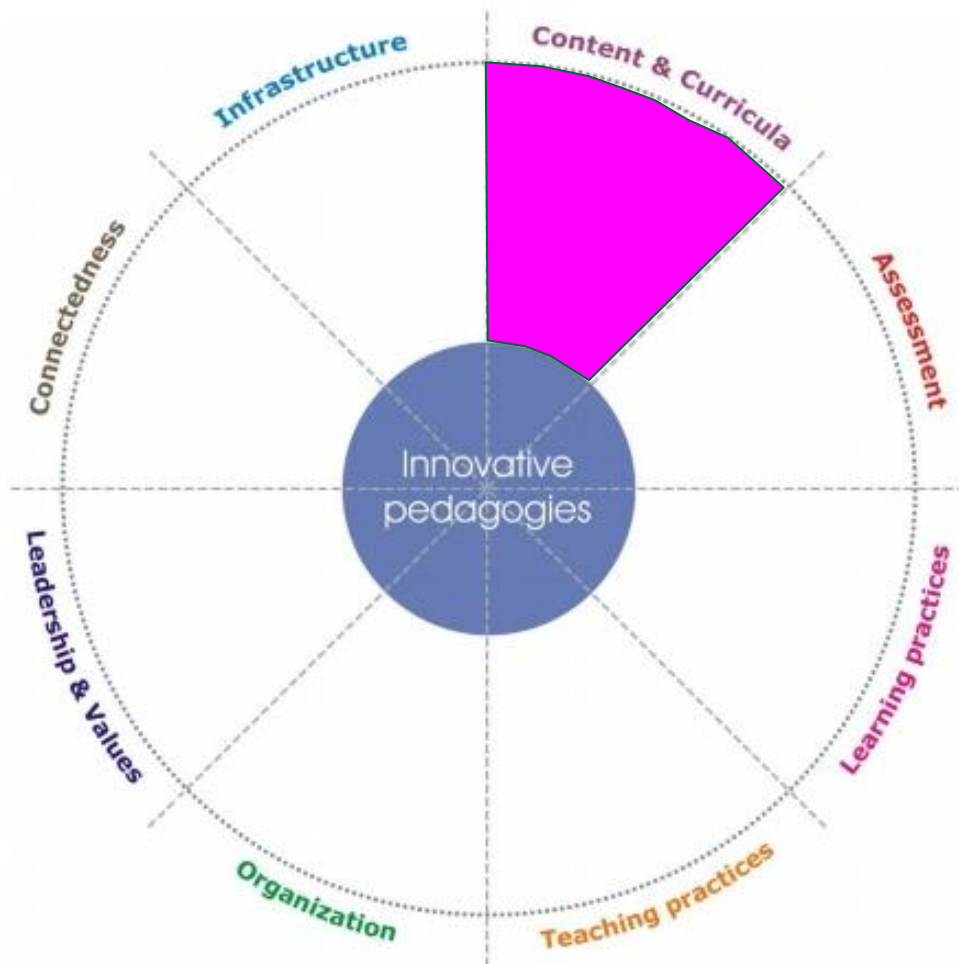 Infrastructure
Content & Curricula
Connectedness
Assessment
Innovative
pedagogies
Leadership & Values
Learning practices
Organization
Teaching practices